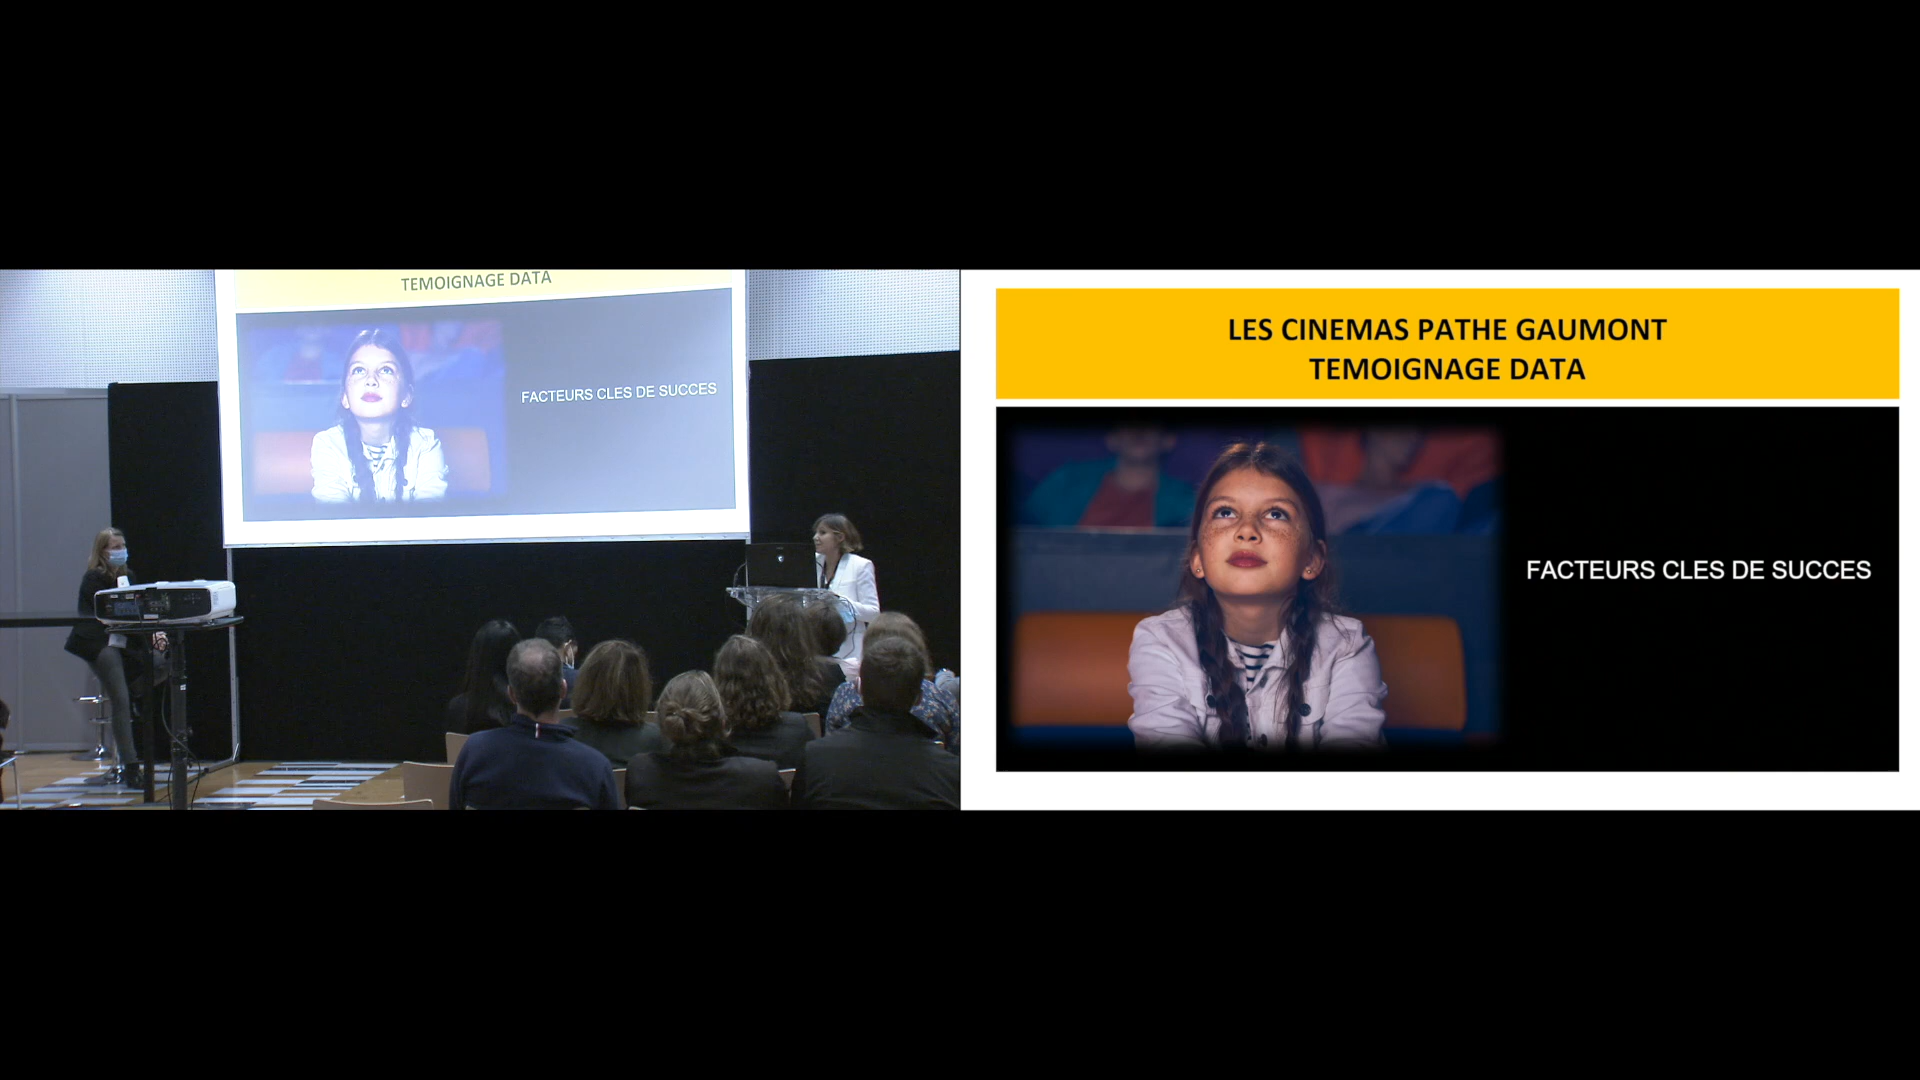 TEMOIGNAGE DATA
FACTEURS CLES DE SUCCES
LES CINEMAS PATHE GAUMONT
TEMOIGNAGE DATA
FACTEURS CLES DE SUCCES